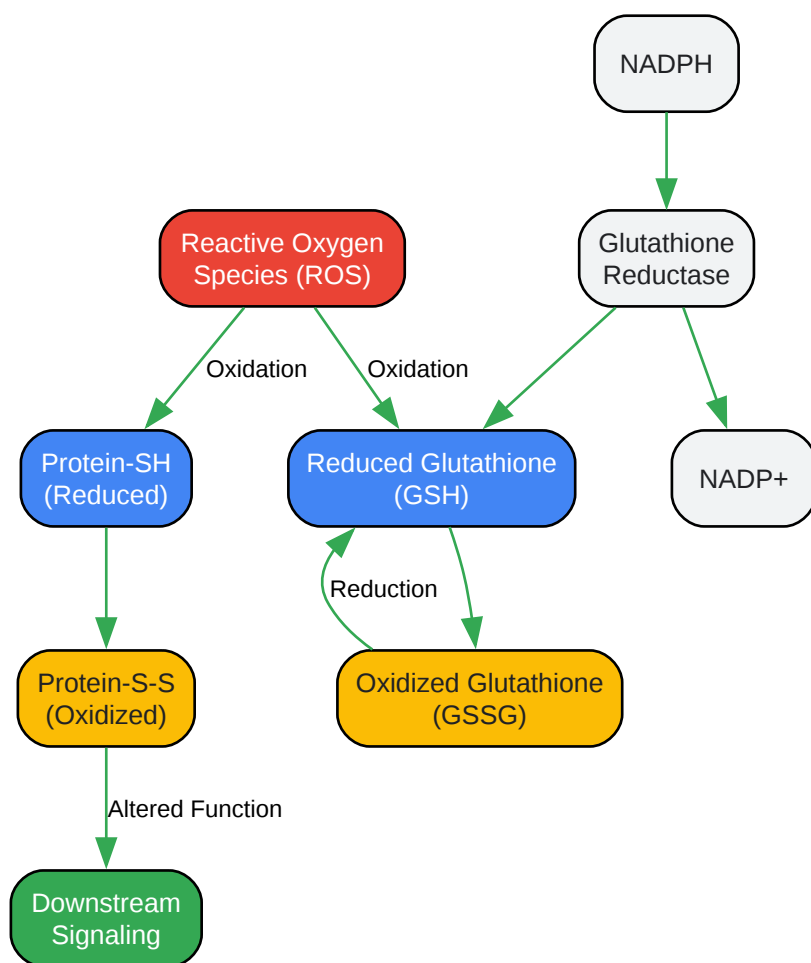 NADPH
Reactive Oxygen
Species (ROS)
Glutathione
Reductase
Oxidation
Oxidation
Protein-SH
(Reduced)
Reduced Glutathione
(GSH)
NADP+
Reduction
Protein-S-S
(Oxidized)
Oxidized Glutathione
(GSSG)
Altered Function
Downstream
Signaling